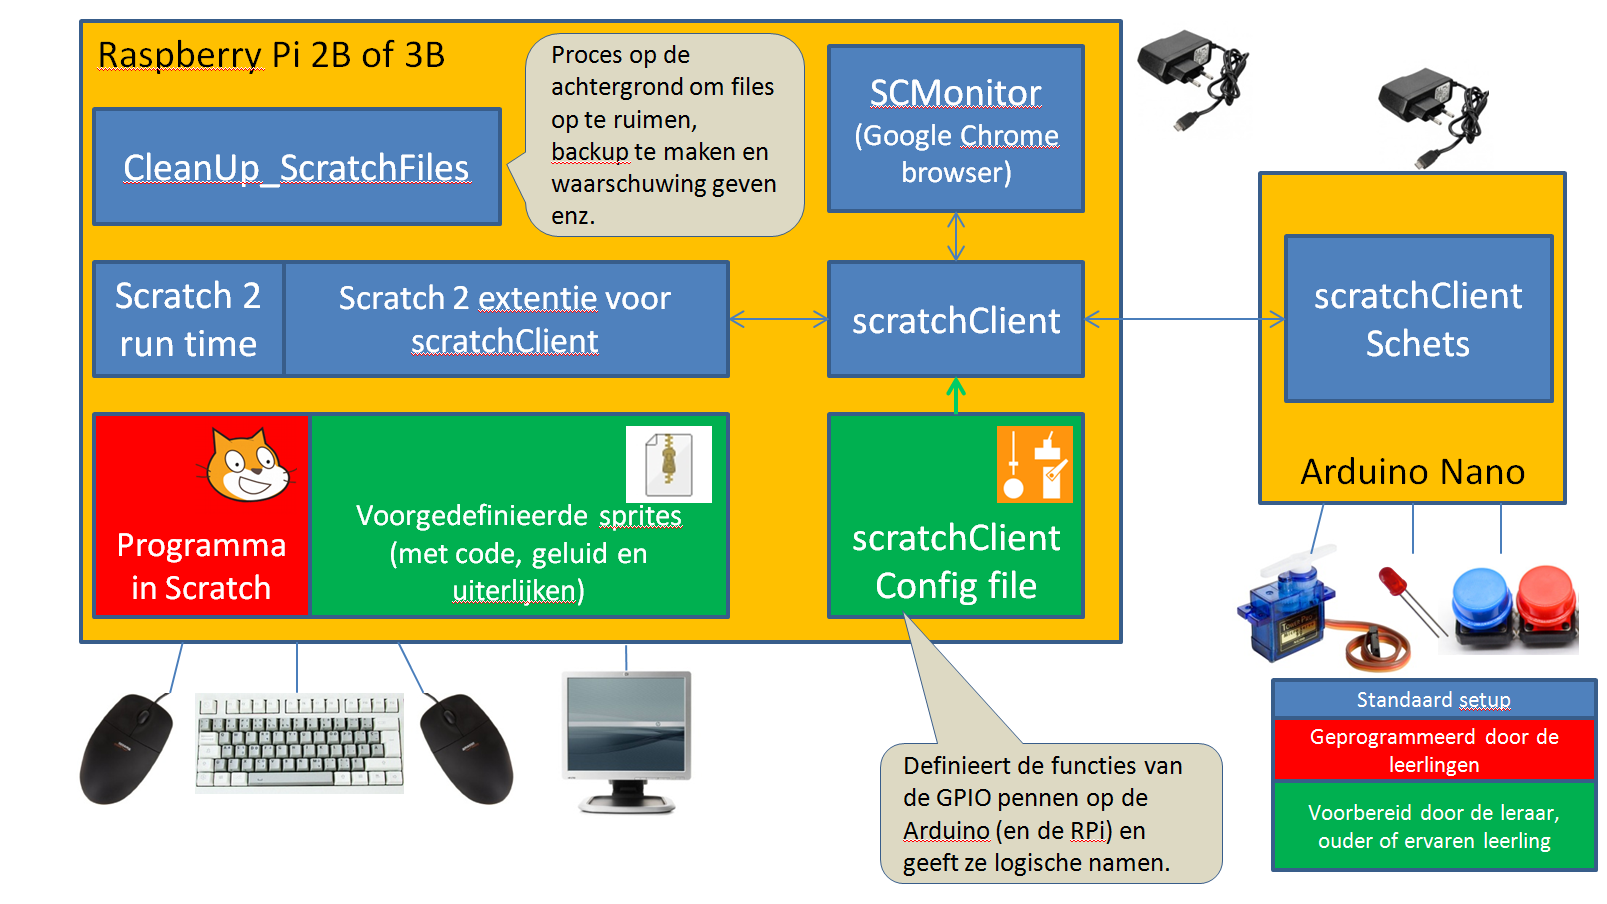 Raspberry Pi 2B of 3B
Proces op de
achtergrond om files
op te ruimen,
backup te maken en
waarschuwing geven
enz.
CleanUp_ScratchFiles
SCMonitor
(Google Chrome
browser)
Scratch 2
run time
Scratch 2 extentie voor
scratchClient
scratchClient
scratchClient
Schets
Arduino Nano
Programma
in Scratch
Voorgedefinieerde sprites
(met code, geluid en
uiterlijken)
scratchClient
Config file
Definieert de functies van
de GPIO pennen op de
Arduino (en de RPi) en
geeft ze logische namen.
Standaard setup
Geprogrammeerd door de
leerlingen
Voorbereid door de leraar,
ouder of ervaren leerling